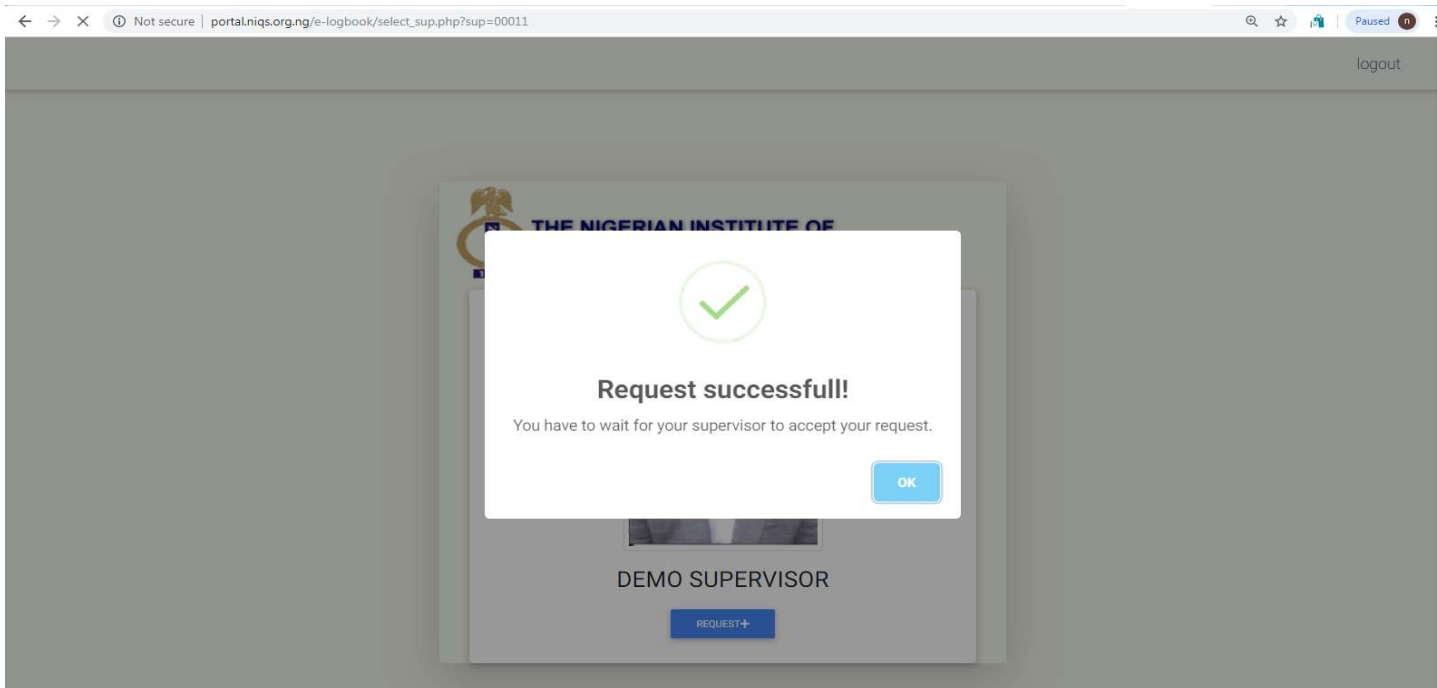 Not secure | portal.niqs.org.ng/e-logbook/select_sup.php?sup=00011
Paused n
logout
THE NIGERIAN INSTITUTE OF
Request successfull!
You have to wait for your supervisor to accept your request.
OK
DEMO SUPERVISOR
REQUEST+